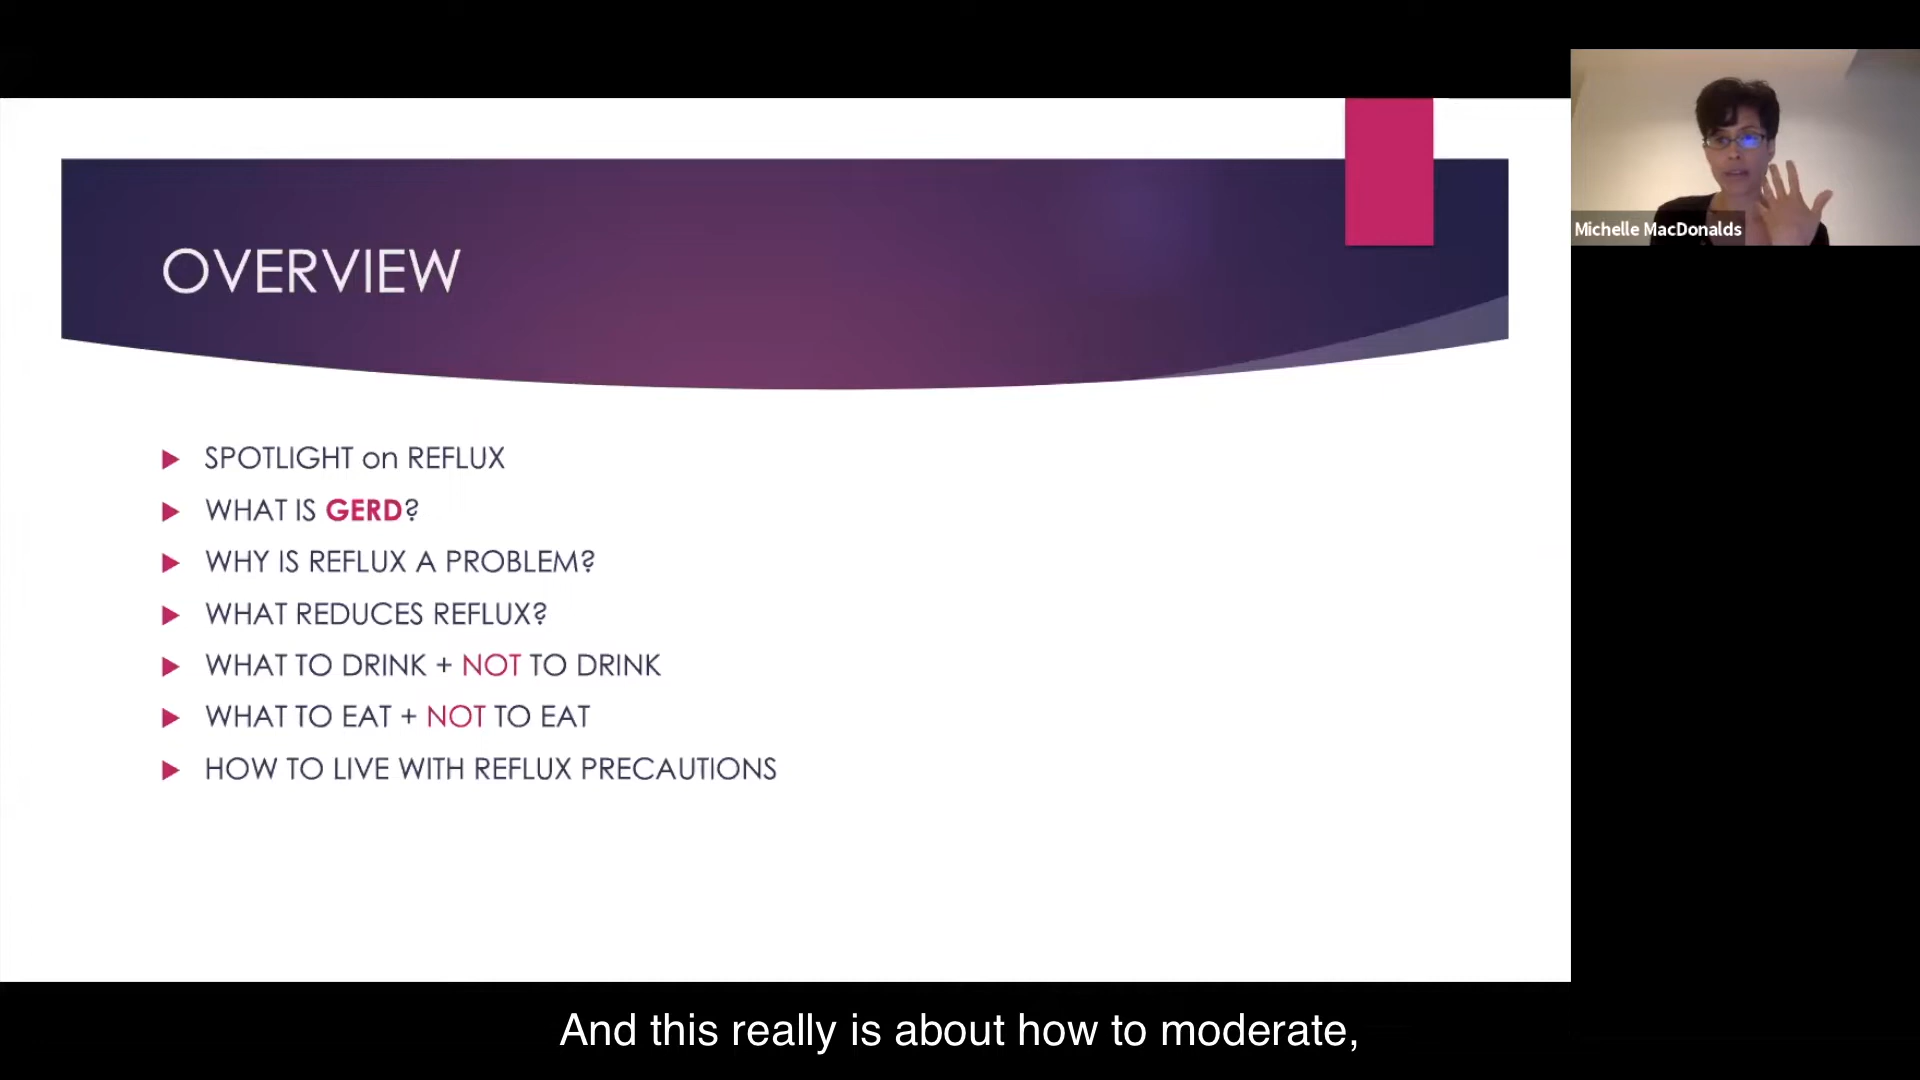 OVERVIEW
SPOTLIGHT on REFLUX
WHAT IS GERD?
WHY IS REFLUX A PROBLEM?
WHAT REDUCES REFLUX?
WHAT TO DRINK + NOT TO DRINK
WHAT TO EAT + NOT TO EAT
HOW TO LIVE WITH REFLUX PRECAUTIONS
Michelle MacDonalds
And this really is about how to moderate,